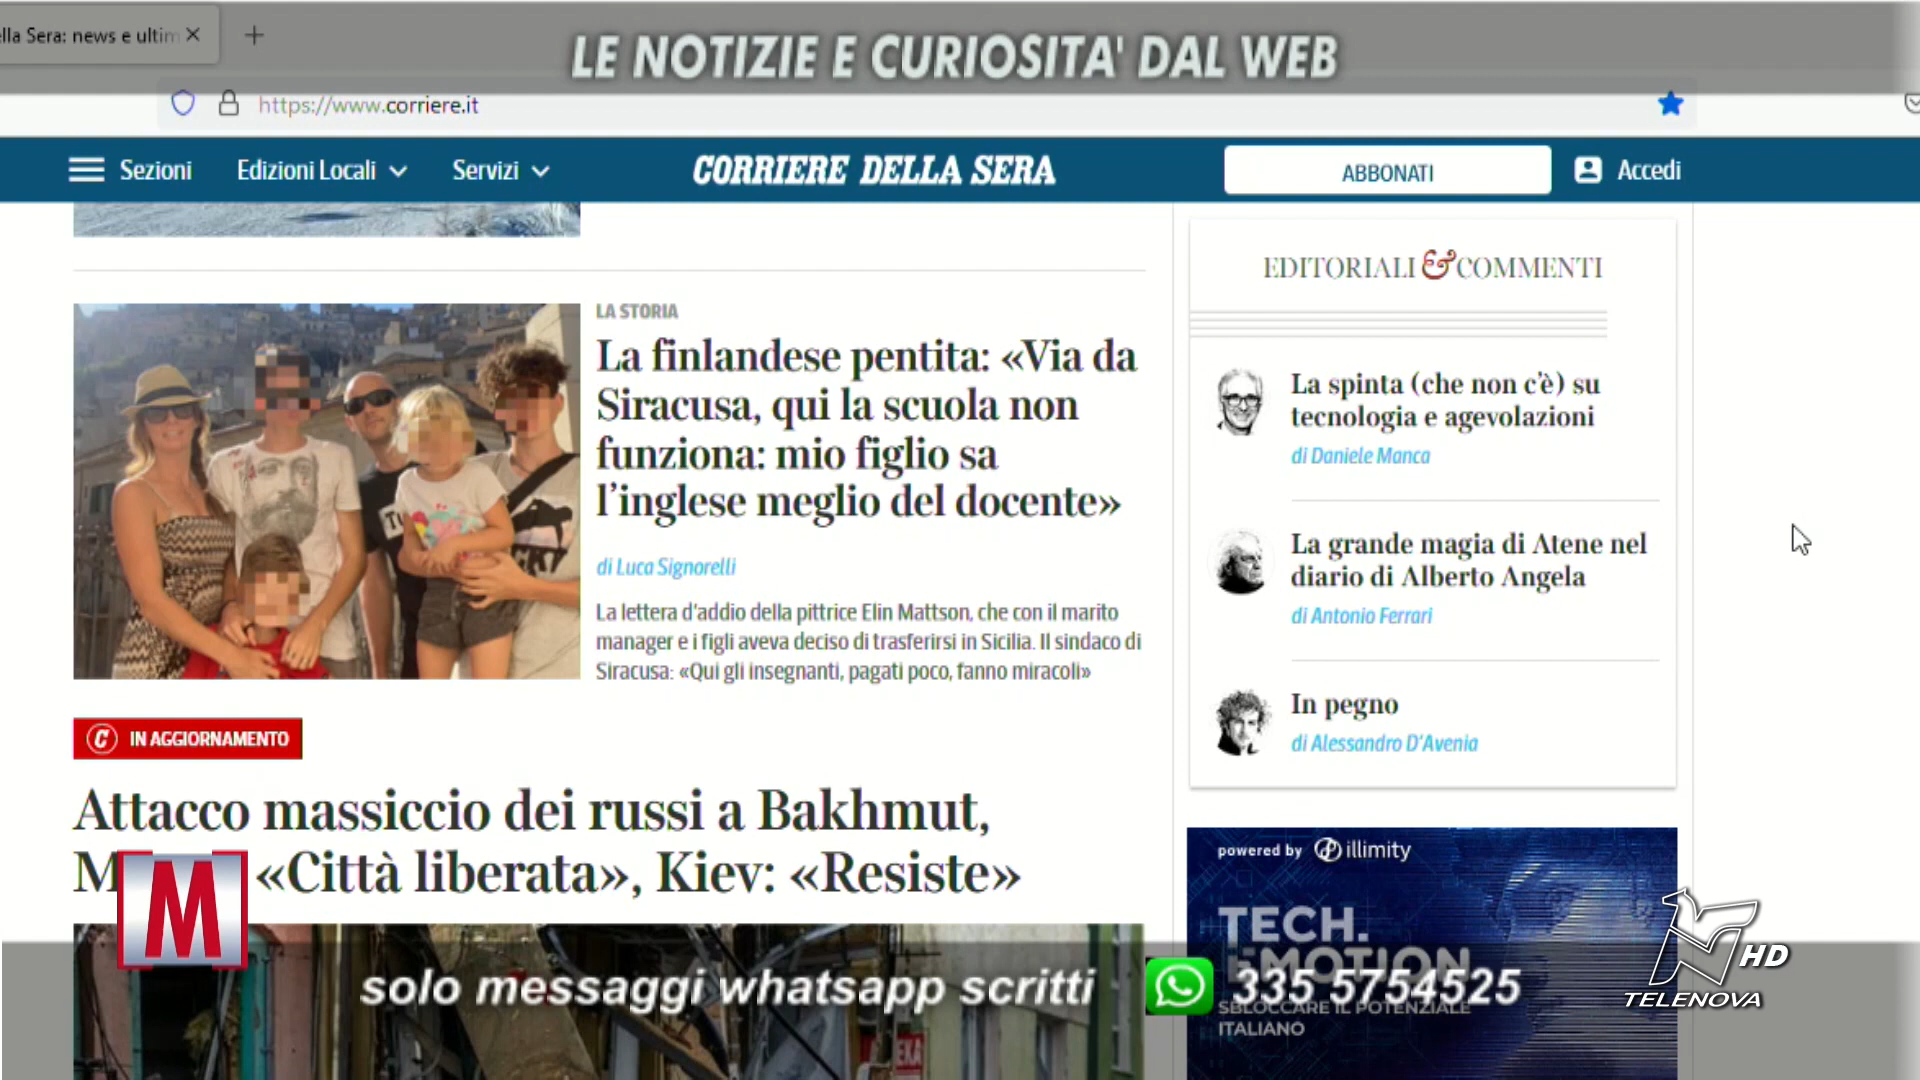 lla Sera: news e ultim
LE NOTIZIE E CURIOSITA' DAL WEB
https://www.corriere.it
Sezioni
Edizioni Locali
Servizi
CORRIERE DELLA SERA
ABBONATI
Accedi
LA STORIA
La finlandese pentita: «Via da
Siracusa, qui la scuola non
funziona: mio figlio sa
l’inglese meglio del docente»
di Luca Signorelli
La lettera d’addio della pittrice Elin Mattson, che con il marito
manager e i figli aveva deciso di trasferirsi in Sicilia. Il sindaco di
Siracusa: «Qui gli insegnanti, pagati poco, fanno miracoli»
IN AGGIORNAMENTO
Attacco massiccio dei russi a Bakhmut,
«Città liberata», Kiev: «Resiste»
EDITORIALI & COMMENTI
La spinta (che non c’è) su
tecnologia e agevolazioni
di Daniele Manca
La grande magia di Atene nel
diario di Alberto Angela
di Antonio Ferrari
In pegno
di Alessandro D’Avenia
powered by illimity
TECH.
EMOTION
SBLOCCARE IL POTENZIALE
ITALIANO
M
solo messaggi whatsapp scritti
335 5754525
HD
TELENOVA